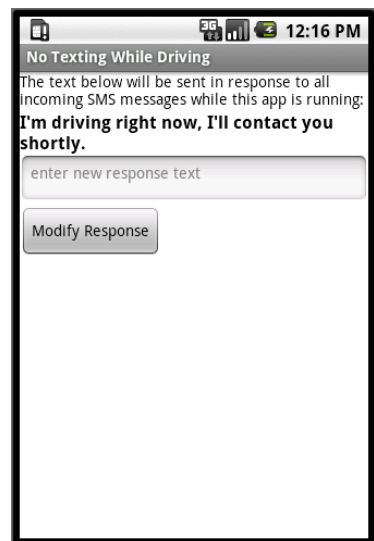 3G 12:16 PM
No Texting While Driving
The text below will be sent in response to all
incoming SMS messages while this app is running:
I'm driving right now, I'll contact you
shortly.
enter new response text
Modify Response